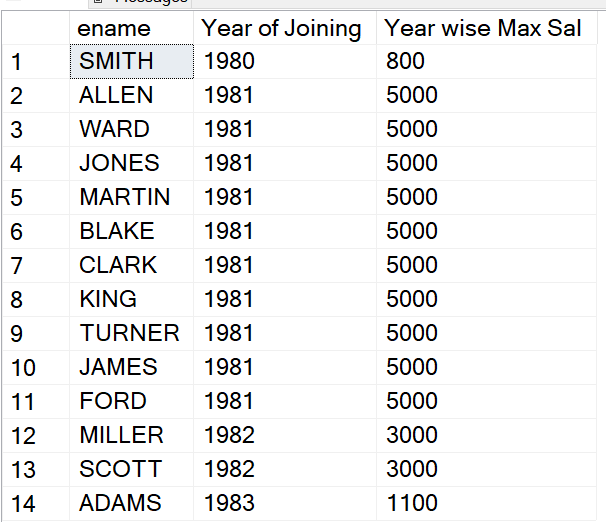 Messages
ename Year of Joining Year wise Max Sal
1 SMITH 1980 800
2 ALLEN 1981 5000
3 WARD 1981 5000
4 JONES 1981 5000
5 MARTIN 1981 5000
6 BLAKE 1981 5000
7 CLARK 1981 5000
8 KING 1981 5000
9 TURNER 1981 5000
10 JAMES 1981 5000
11 FORD 1981 5000
12 MILLER 1982 3000
13 SCOTT 1982 3000
14 ADAMS 1983 1100